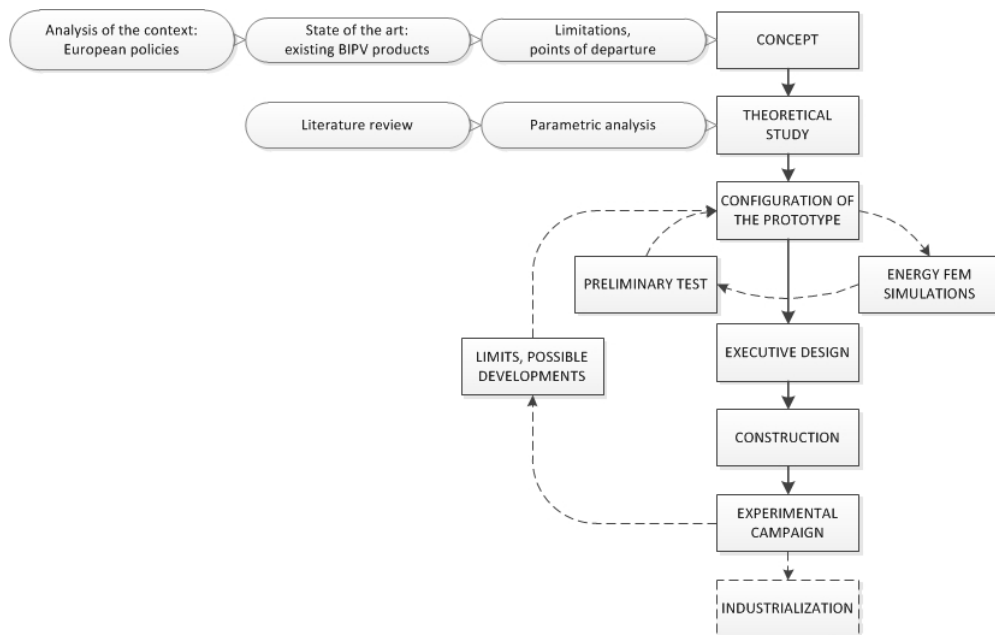 Analysis of the context:
European policies
State of the art:
existing BIPV products
Limitations,
points of departure
CONCEPT
Literature review
Parametric analysis
THEORETICAL
STUDY
CONFIGURATION OF
THE PROTOTYPE
PRELIMINARY TEST
ENERGY FEM
SIMULATIONS
LIMITS, POSSIBLE
DEVELOPMENTS
EXECUTIVE DESIGN
CONSTRUCTION
EXPERIMENTAL
CAMPAIGN
INDUSTRIALIZATION